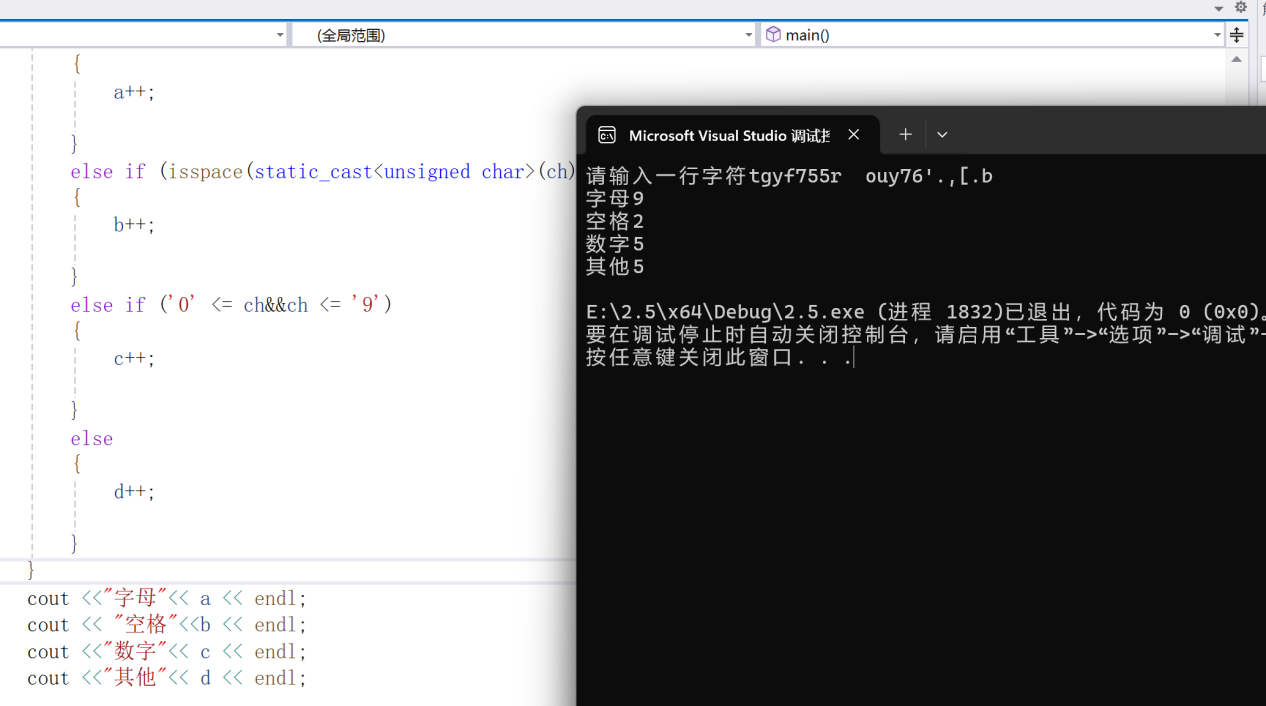 (全局范围)
main()
{
a++;
}
else if (isspace(static_cast<unsigned char>(ch)
{
b++;
}
else if ('0' <= ch&&ch <= '9')
{
c++;
}
else
{
d++;
}
}
cout <<"字母"<< a << endl;
cout << "空格"<<b << endl;
cout <<"数字"<< c << endl;
cout <<"其他"<< d << endl;
Microsoft Visual Studio 调试
请输入一行字符tgyf755r  ouy76'.,[.b
字母9
空格2
数字5
其他5
E:\2.5\x64\Debug\2.5.exe (进程 1832)已退出，代码为 0 (0x0)。
要在调试停止时自动关闭控制台，请启用“工具”->“选项”->“调试”-
按任意键关闭此窗口. . .